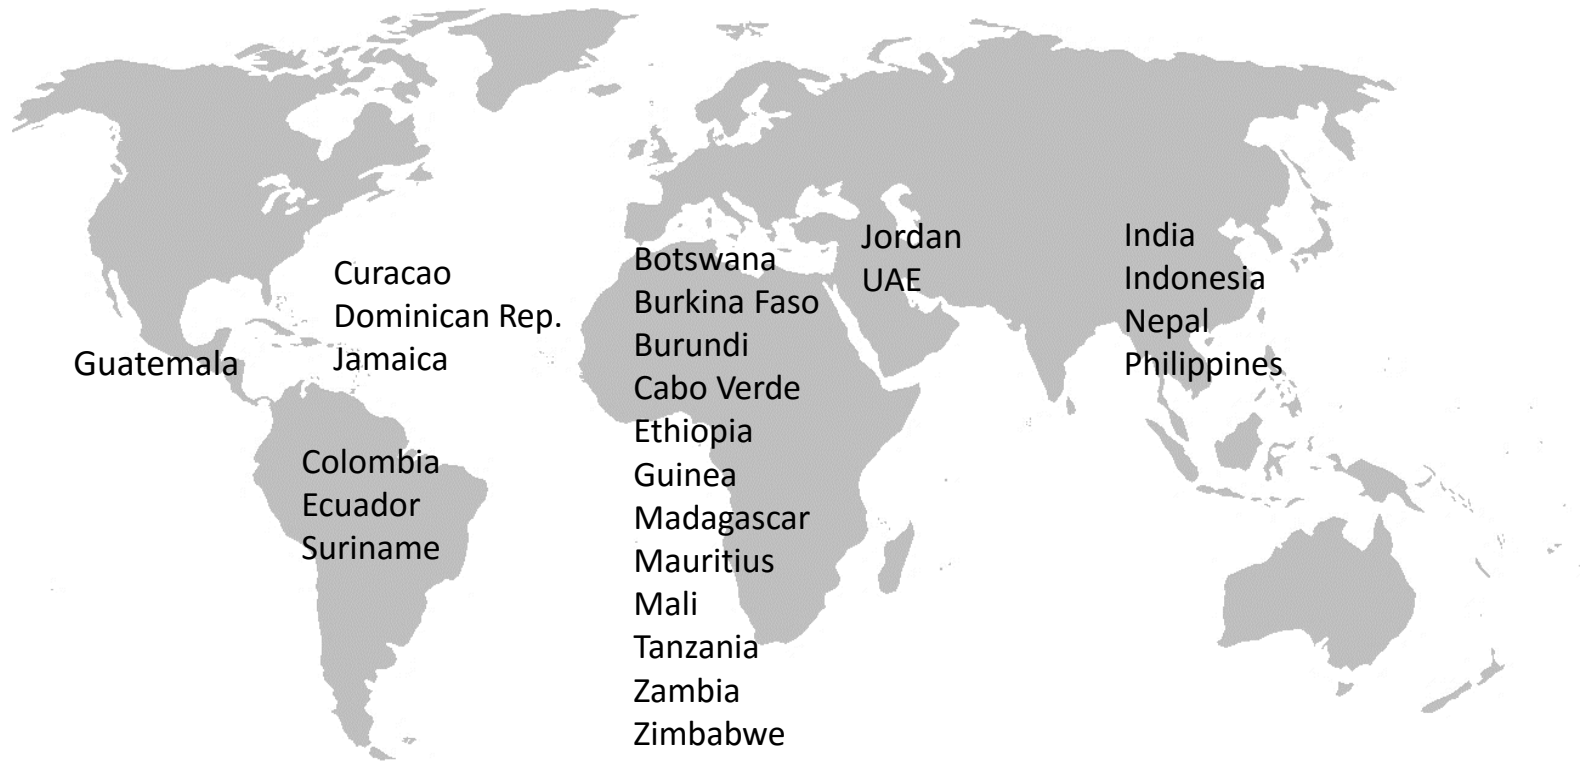 Guatemala
Curacao
Dominican Rep.
Jamaica
Colombia
Ecuador
Suriname
Botswana
Burkina Faso
Burundi
Cabo Verde
Ethiopia
Guinea
Madagascar
Mauritius
Mali
Tanzania
Zambia
Zimbabwe
Jordan
UAE
India
Indonesia
Nepal
Philippines